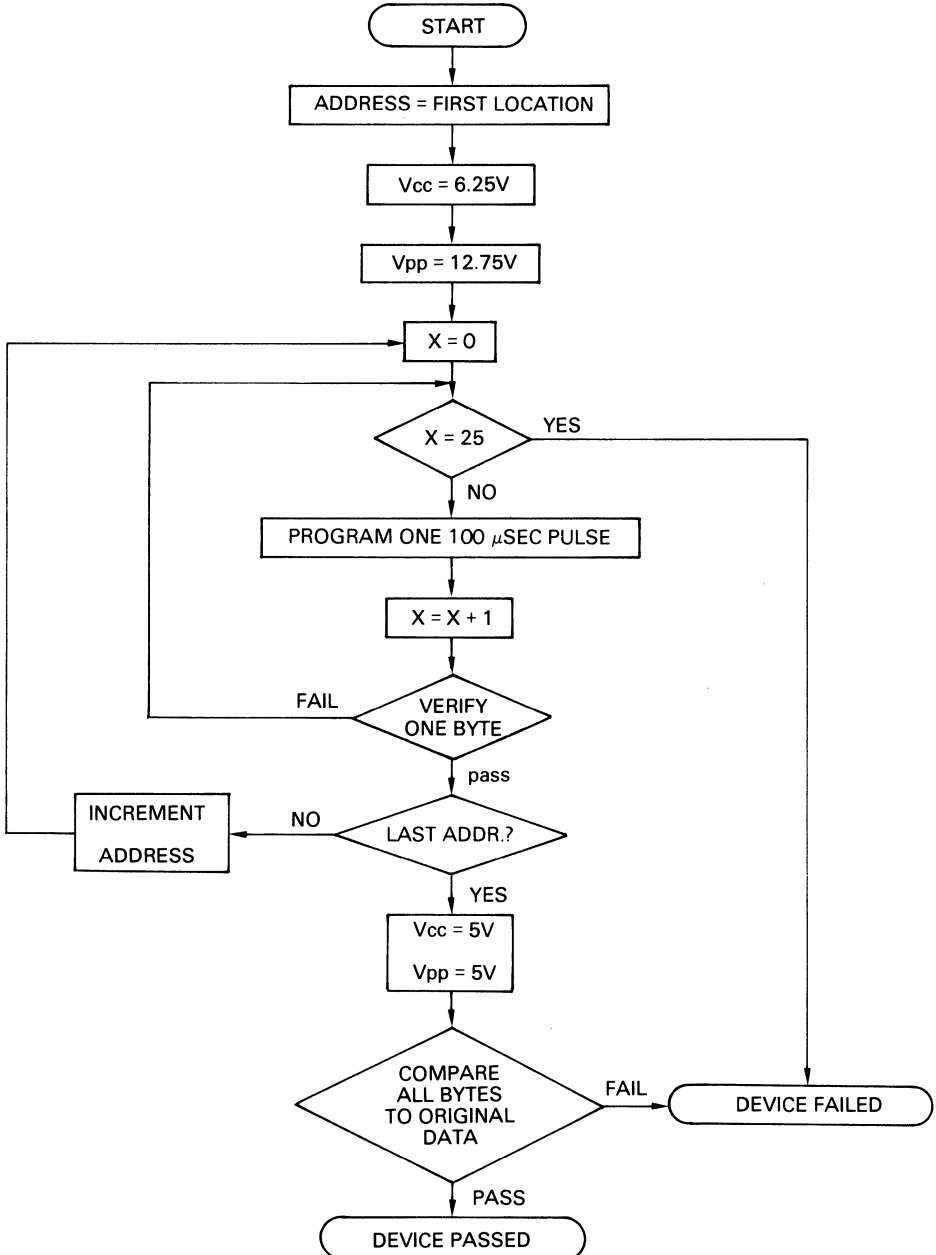 START
ADDRESS = FIRST LOCATION
Vcc = 6.25V
Vpp = 12.75V
X = 0
X = 25
YES
NO
PROGRAM ONE 100 μSEC PULSE
X = X + 1
FAIL
VERIFY
ONE BYTE
pass
INCREMENT
ADDRESS
NO
LAST ADDR.?
YES
Vcc = 5V
Vpp = 5V
COMPARE
ALL BYTES
TO ORIGINAL
DATA
FAIL
DEVICE FAILED
PASS
DEVICE PASSED